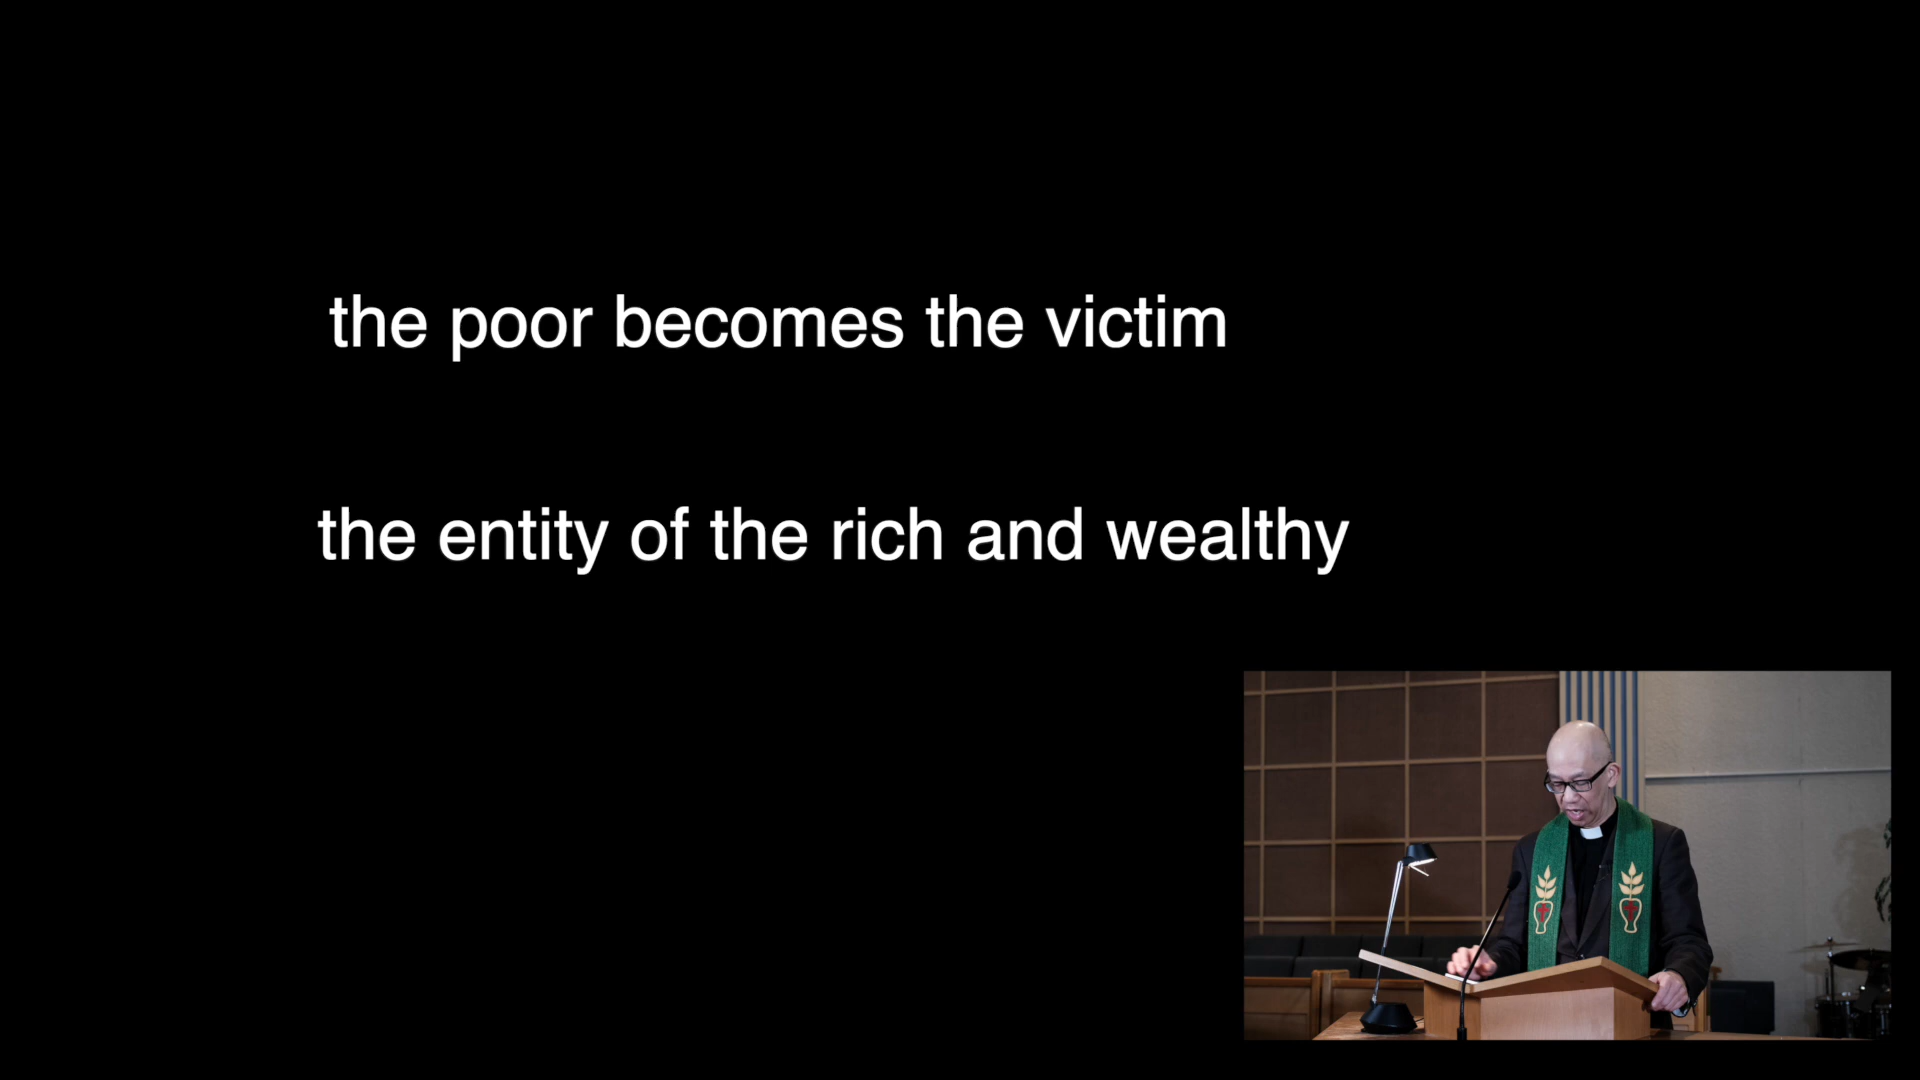 the poor becomes the victim
the entity of the rich and wealthy